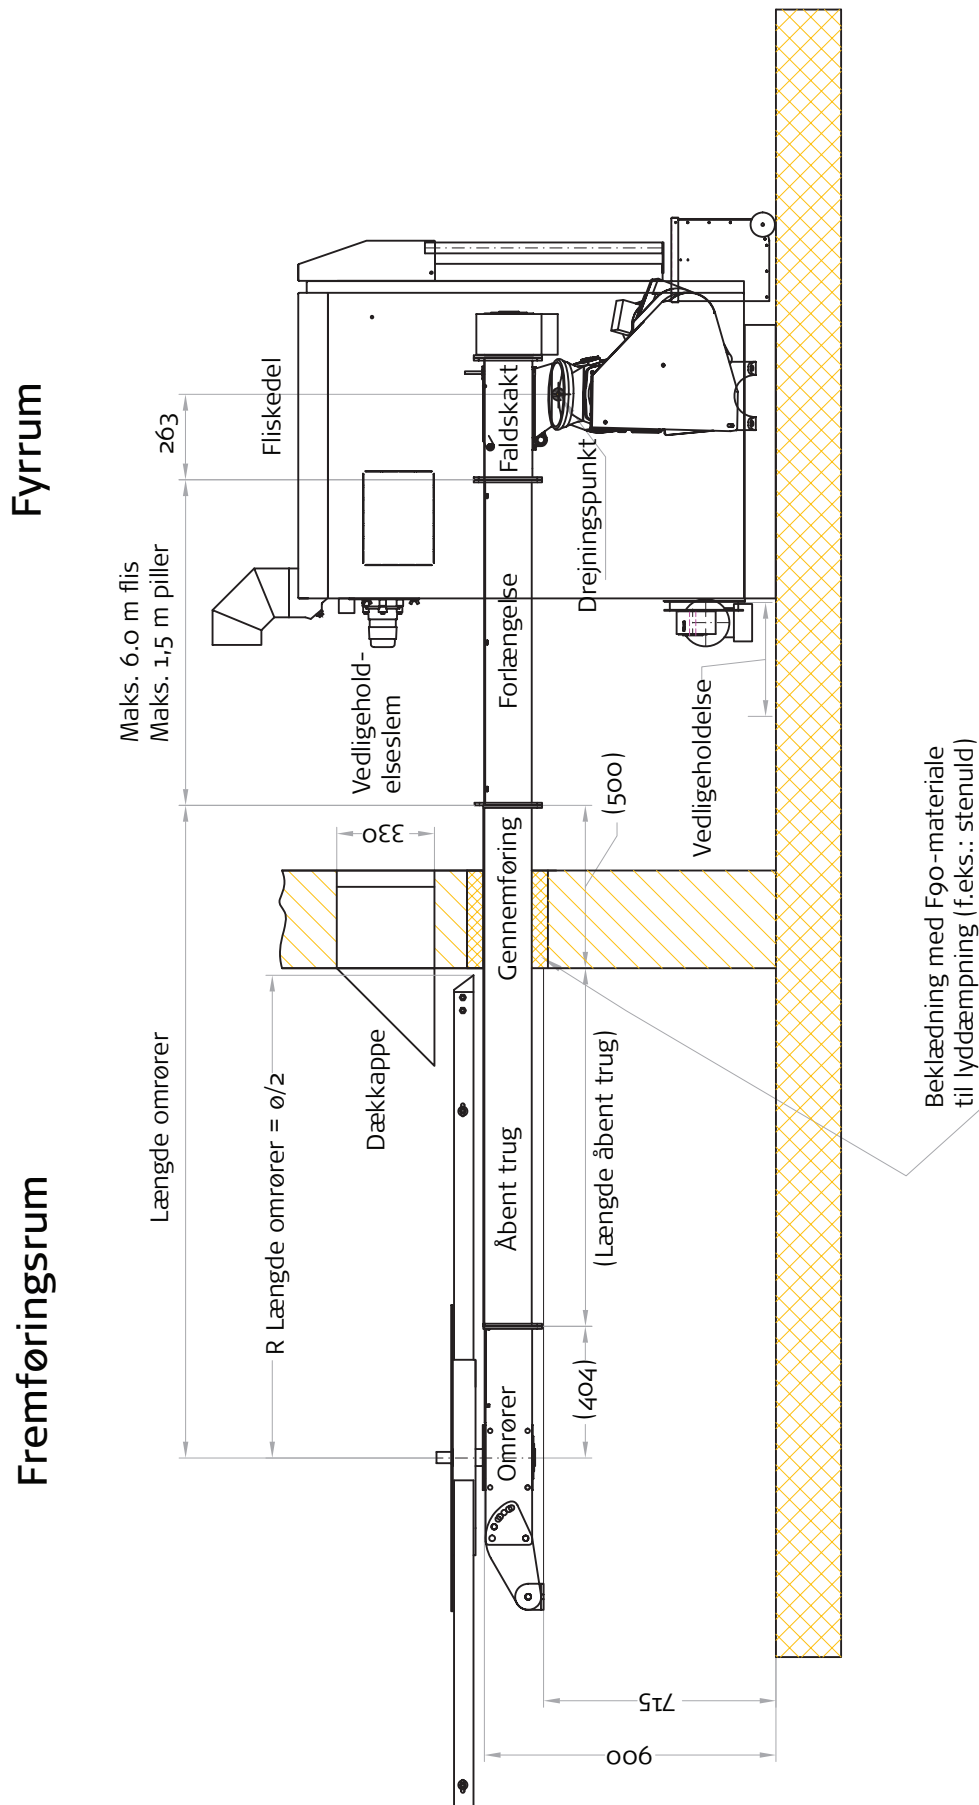 Fremføringsrum
Fyrrum
Længde omrører
Maks. 6.0 m flis
Maks. 1,5 m piller
263
R Længde omrører = ø/2
Dækkappe
330
Vedligehold-
elseslem
Fliskedel
Omrører
Åbent trug
Gennemføring
Forlængelse
Faldskakt
Drejningspunkt
(404)
(Længde åbent trug)
(500)
Vedligeholdelse
715
900
Beklædning med F90-materiale
til lyddæmpning (f.eks.: stenuld)